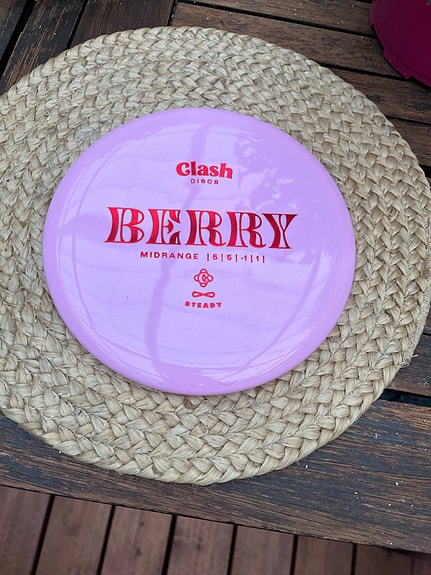 Clash
DISCS
BERRY
MIDRANGE |5|5|-1|1|
STEADY